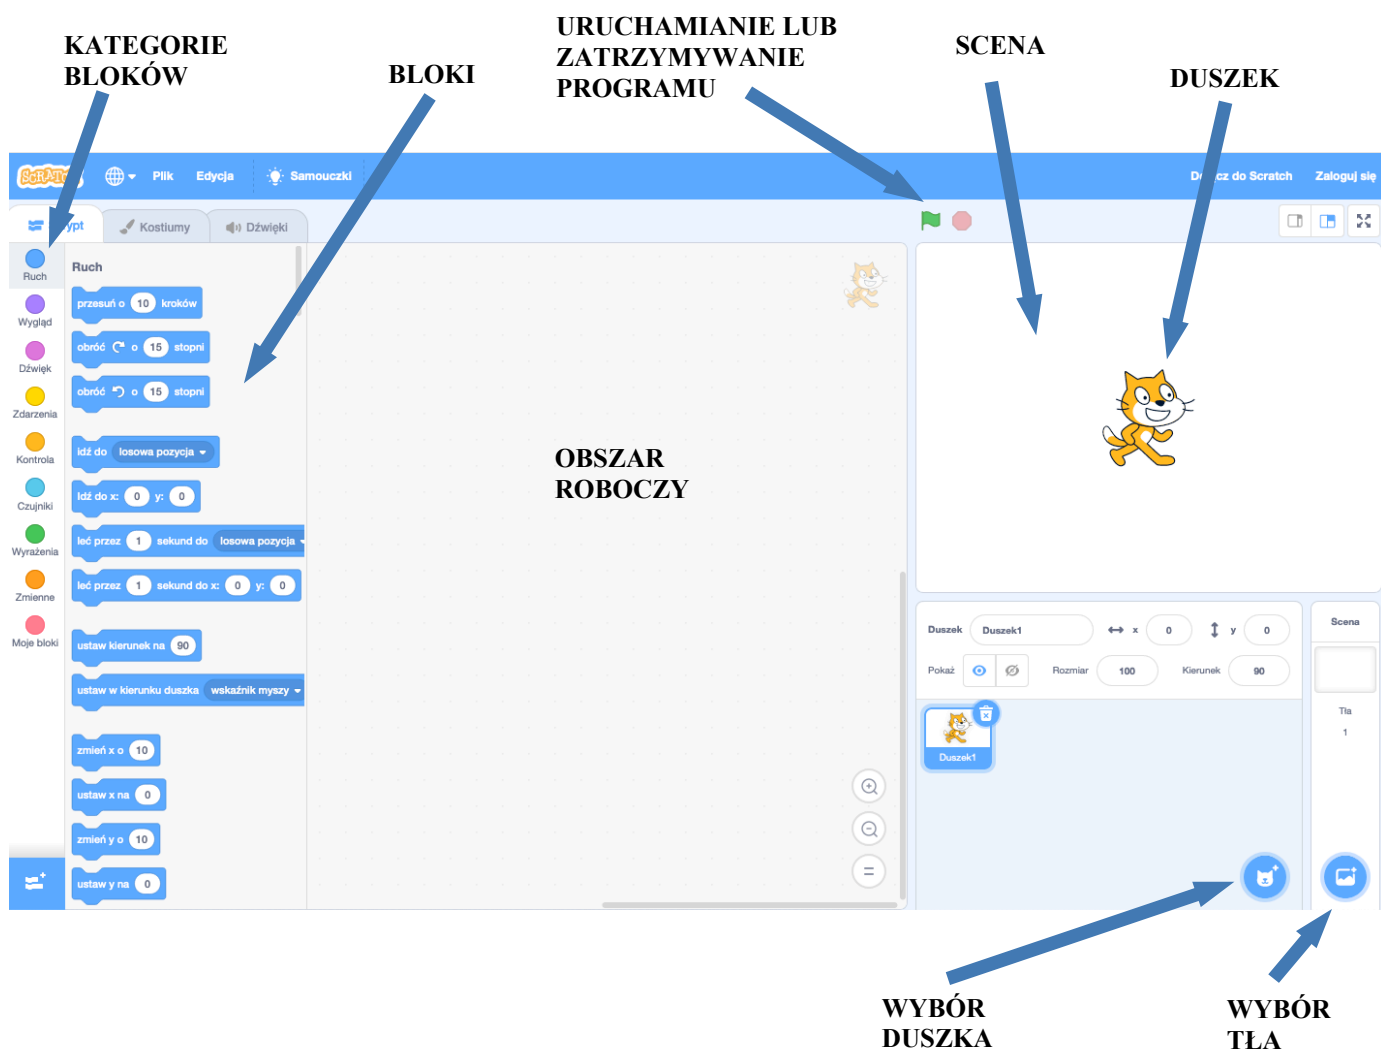 KATEGORIE
BLOKÓW
BLOKI
URUCHAMIANIE LUB
ZATRZYMYWANIE
PROGRAMU
SCENA
DUSZEK
Plik
Edycja
Samouczki
Zaloguj się
Kostiumy
Dźwięki
Ruch
Wygląd
Dźwięk
Zdarzenia
Kontrola
Czujniki
Wyrażenia
Zmienne
Moje bloki
Ruch
przesuń o 10 kroków
obróć o 15 stopni
obróć o 15 stopni
idź do losowa pozycja
idź do x: 0 y: 0
leć przez 1 sekund do losowa pozycja
leć przez 1 sekund do x: 0 y: 0
ustaw kierunek na 90
ustaw w kierunku duszka wskaźnik myszy
zmień x o 10
ustaw x na 0
zmień y o 10
ustaw y na 0
OBSZAR
ROBOCZY
Duszek Duszek1 x 0 y 0
Pokaż Rozmiar 100 Kierunek 90
Duszek1
Scena
Tła
1
WYBÓR
DUSZKA
WYBÓR
TŁA